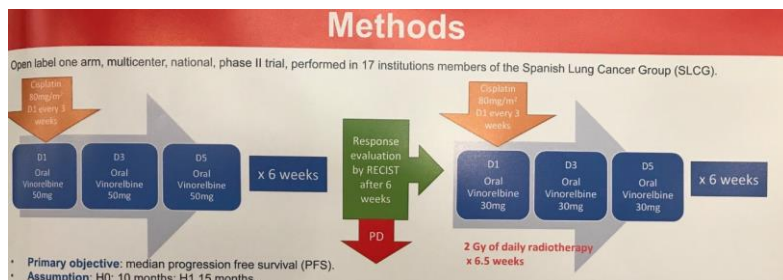 Methods
Open label one arm, multicenter, national, phase II trial, performed in 17 institutions members of the Spanish Lung Cancer Group (SLCG).
Cisplatin
80mg/m²
D1 every 3
weeks
D1
Oral
Vinorelbine
50mg
D3
Oral
Vinorelbine
50mg
D5
Oral
Vinorelbine
50mg
x 6 weeks
Response
evaluation
by RECIST
after 6
weeks
PD
Cisplatin
80mg/m²
D1 every 3
weeks
D1
Oral
Vinorelbine
30mg
D3
Oral
Vinorelbine
30mg
D5
Oral
Vinorelbine
30mg
x 6 weeks
2 Gy of daily radiotherapy
x 6.5 weeks
· Primary objective: median progression free survival (PFS).
· Assumption: H0: 10 months; H1 15 months